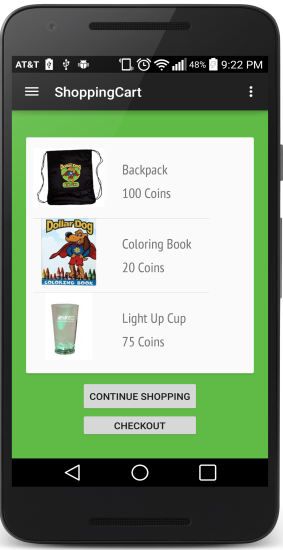 AT&T 48% 9:22 PM
ShoppingCart
Backpack
100 Coins
Dollar Dog
COLORING BOOK
Coloring Book
20 Coins
Light Up Cup
75 Coins
CONTINUE SHOPPING
CHECKOUT